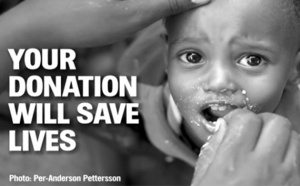 YOUR
DONATION
WILL SAVE
LIVES
Photo: Per-Anderson Pettersson